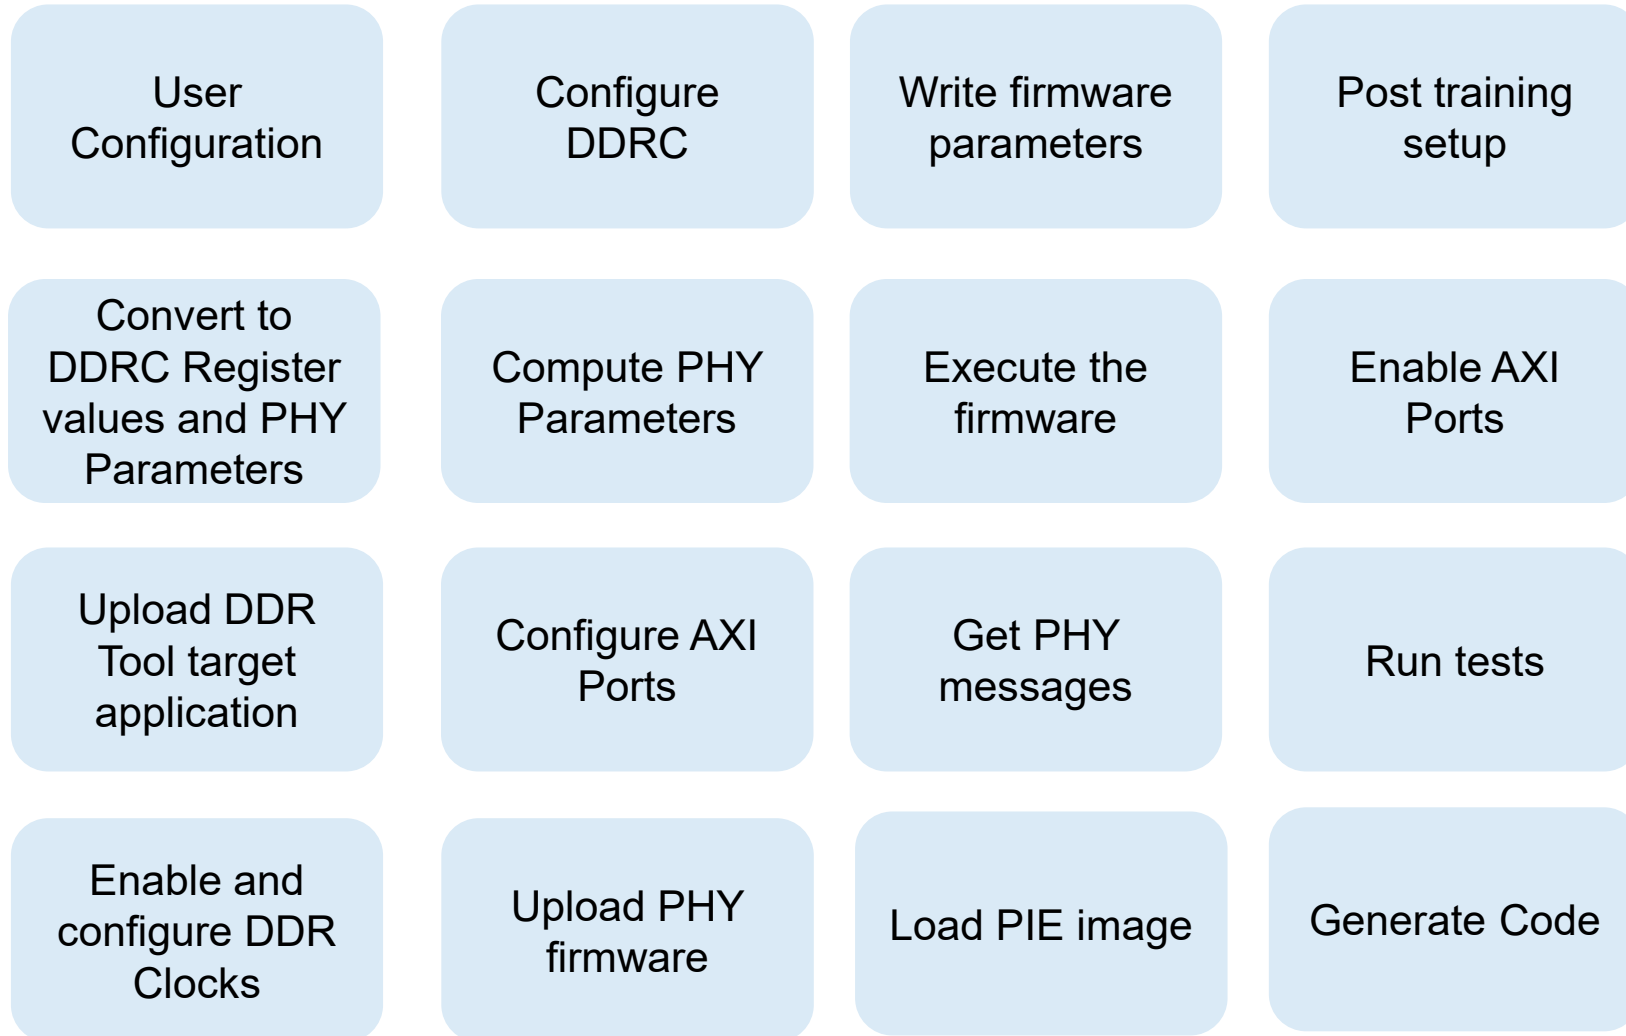 User
Configuration
Convert to
DDRC Register
values and PHY
Parameters
Upload DDR
Tool target
application
Enable and
configure DDR
Clocks
Configure
DDRC
Compute PHY
Parameters
Configure AXI
Ports
Upload PHY
firmware
Write firmware
parameters
Execute the
firmware
Get PHY
messages
Load PIE image
Post training
setup
Enable AXI
Ports
Run tests
Generate Code